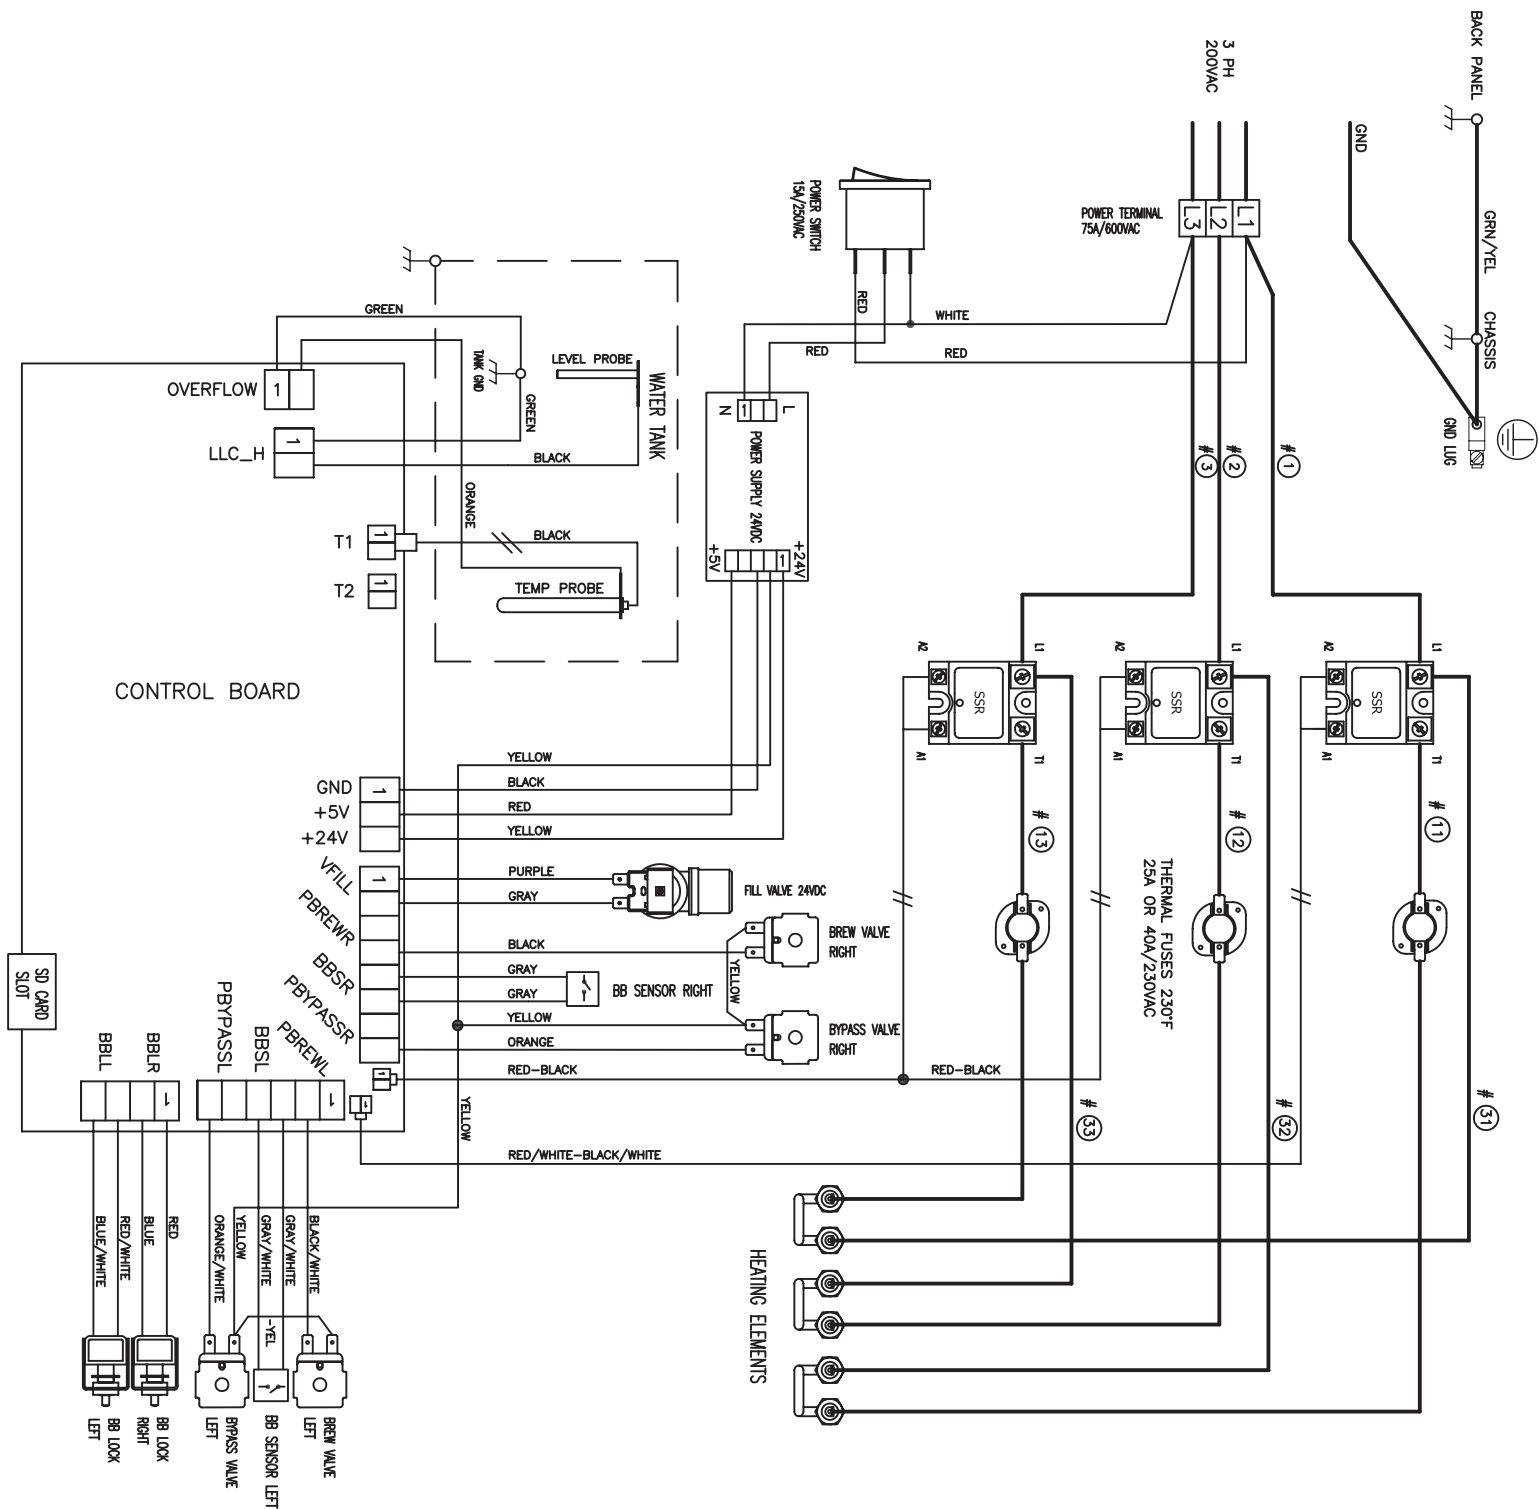 BACK PANEL
GRN/YEL
CHASSIS
GND LUG
GND
3 PH
200VAC
L1
L2
L3
POWER TERMINAL
75A/600VAC
POWER SWITCH
15A/250VAC
RED
WHITE
RED
RED
# 1
# 2
# 3
N
1
L
POWER SUPPLY 24VDC
+5V
1
+24V
WATER TANK
LEVEL PROBE
TANK GND
GREEN
GREEN
BLACK
ORANGE
BLACK
TEMP PROBE
OVERFLOW
1
LLC_H
1
T1
1
T2
1
CONTROL BOARD
A2
L1
SSR
A1
T1
A2
L1
SSR
A1
T1
A2
L1
SSR
A1
T1
# 11
# 12
# 13
THERMAL FUSES 230°F
25A OR 40A/230VAC
# 31
# 32
# 33
HEATING ELEMENTS
GND
1
+5V
+24V
YELLOW
BLACK
RED
YELLOW
VFILL
1
PBREWR
BBSR
PBYPASSR
PURPLE
GRAY
FILL VALVE 24VDC
BLACK
BREW VALVE
RIGHT
YELLOW
GRAY
GRAY
BB SENSOR RIGHT
YELLOW
ORANGE
BYPASS VALVE
RIGHT
1
RED-BLACK
RED-BLACK
1
RED/WHITE-BLACK/WHITE
YELLOW
SD CARD
SLOT
BBLL
BBLR
1
PBYPASSL
BBSL
PBREWL
1
BLUE/WHITE
RED/WHITE
BLUE
RED
ORANGE/WHITE
YELLOW
GRAY/WHITE
GRAY/WHITE
BLACK/WHITE
-YEL
BB LOCK
LEFT
BB LOCK
RIGHT
BYPASS VALVE
LEFT
BB SENSOR LEFT
BREW VALVE
LEFT